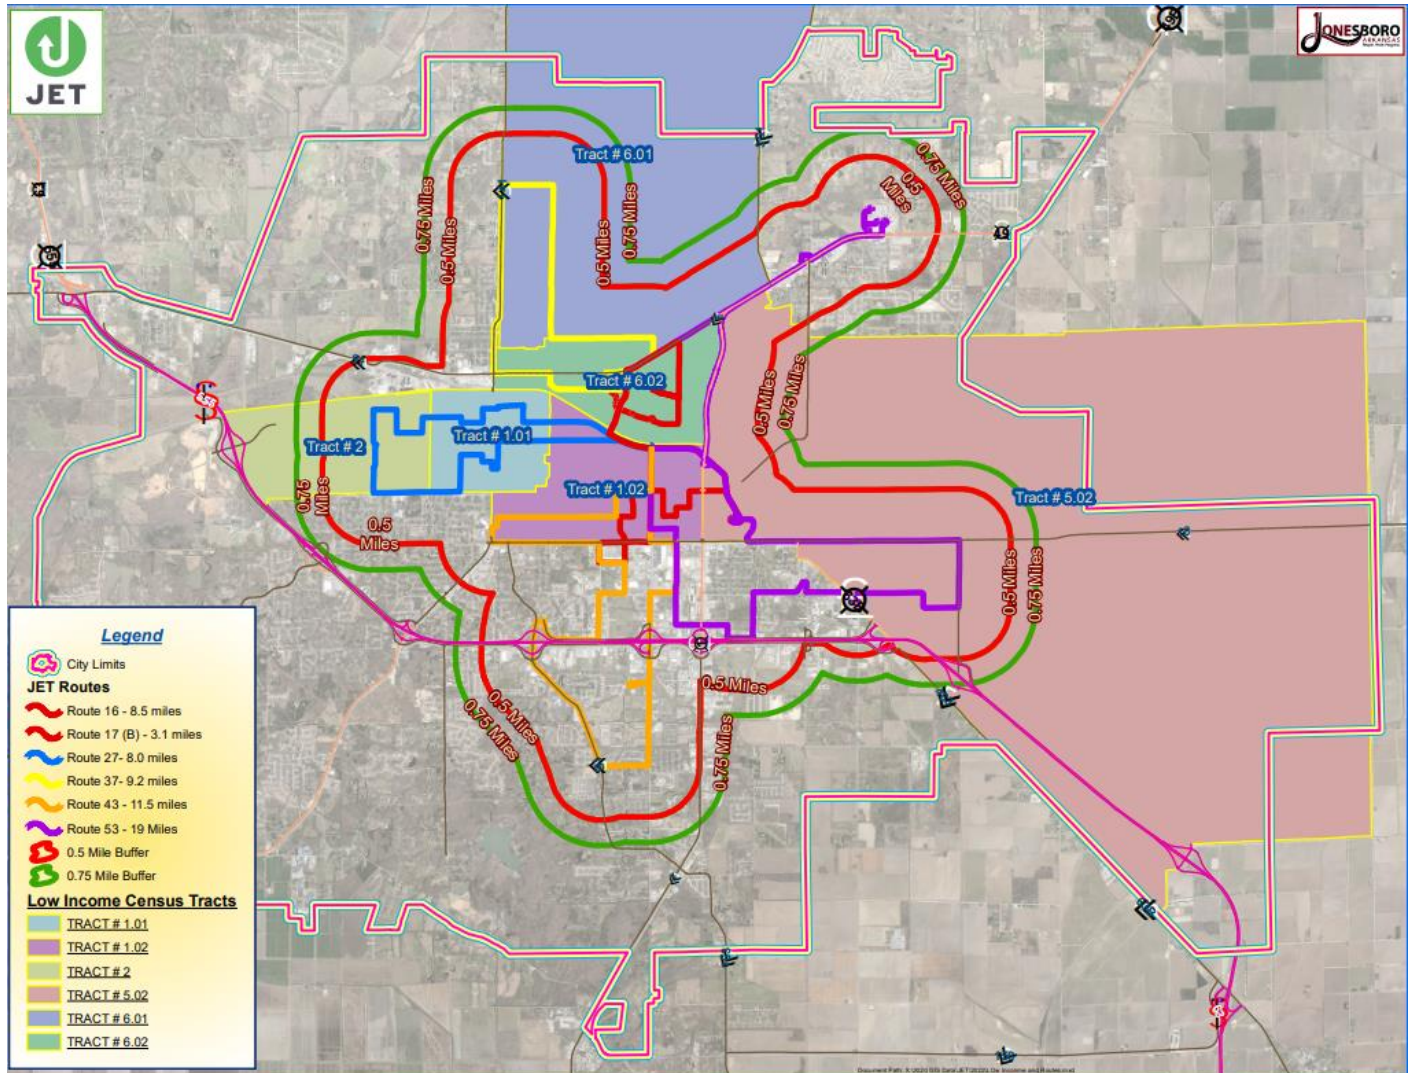 JET
JONESBORO
ARKANSAS
Tract # 6.01
0.75 Miles
0.5
Miles
0.75 Miles
0.5 Miles
0.5 Miles
0.75 Miles
49
Tract # 6.02
0.5 Miles
0.75 Miles
Tract # 2
Tract # 1.01
Tract # 1.02
Tract # 5.02
0.75
Miles
0.5
Miles
0.5 Miles
0.75 Miles
0.5 Miles
0.5 Miles
0.75 Miles
0.75 Miles
Legend
City Limits
JET Routes
Route 16 - 8.5 miles
Route 17 (B) - 3.1 miles
Route 27- 8.0 miles
Route 37- 9.2 miles
Route 43 - 11.5 miles
Route 53 - 19 Miles
0.5 Mile Buffer
0.75 Mile Buffer
Low Income Census Tracts
TRACT # 1.01
TRACT # 1.02
TRACT # 2
TRACT # 5.02
TRACT # 6.01
TRACT # 6.02